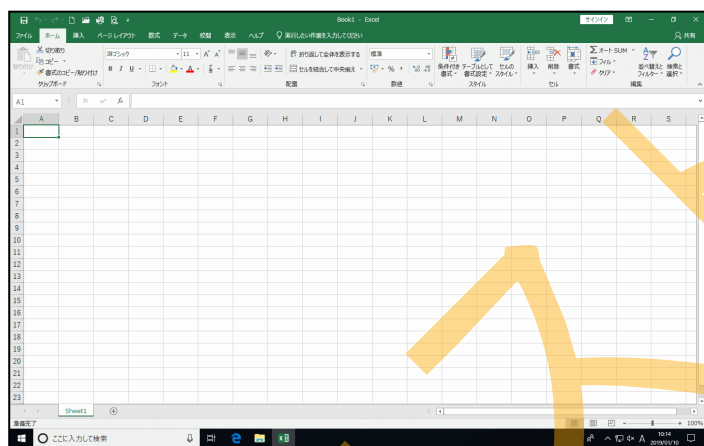 Book1 - Excel
サインイン
ファイル ホーム 挿入 ページ レイアウト 数式 データ 校閲 表示 ヘルプ 実行したい作業を入力してください 共有
切り取り
コピー
書式のコピー/貼り付け
貼り付け
クリップボード
游ゴシック 11
B I U
フォント
折り返して全体を表示する
セルを結合して中央揃え
配置
標準
%
数値
条件付き書式
テーブルとして書式設定
セルのスタイル
スタイル
挿入 削除 書式
セル
Σ オート SUM
フィル
クリア
並べ替えと フィルター
検索と 選択
編集
A1 fx
A B C D E F G H I J K L M N O P Q R S
1
2
3
4
5
6
7
8
9
10
11
12
13
14
15
16
17
18
19
20
21
22
23
Sheet1
準備完了 100%
ここに入力して検索
A 10:14
2019/01/10